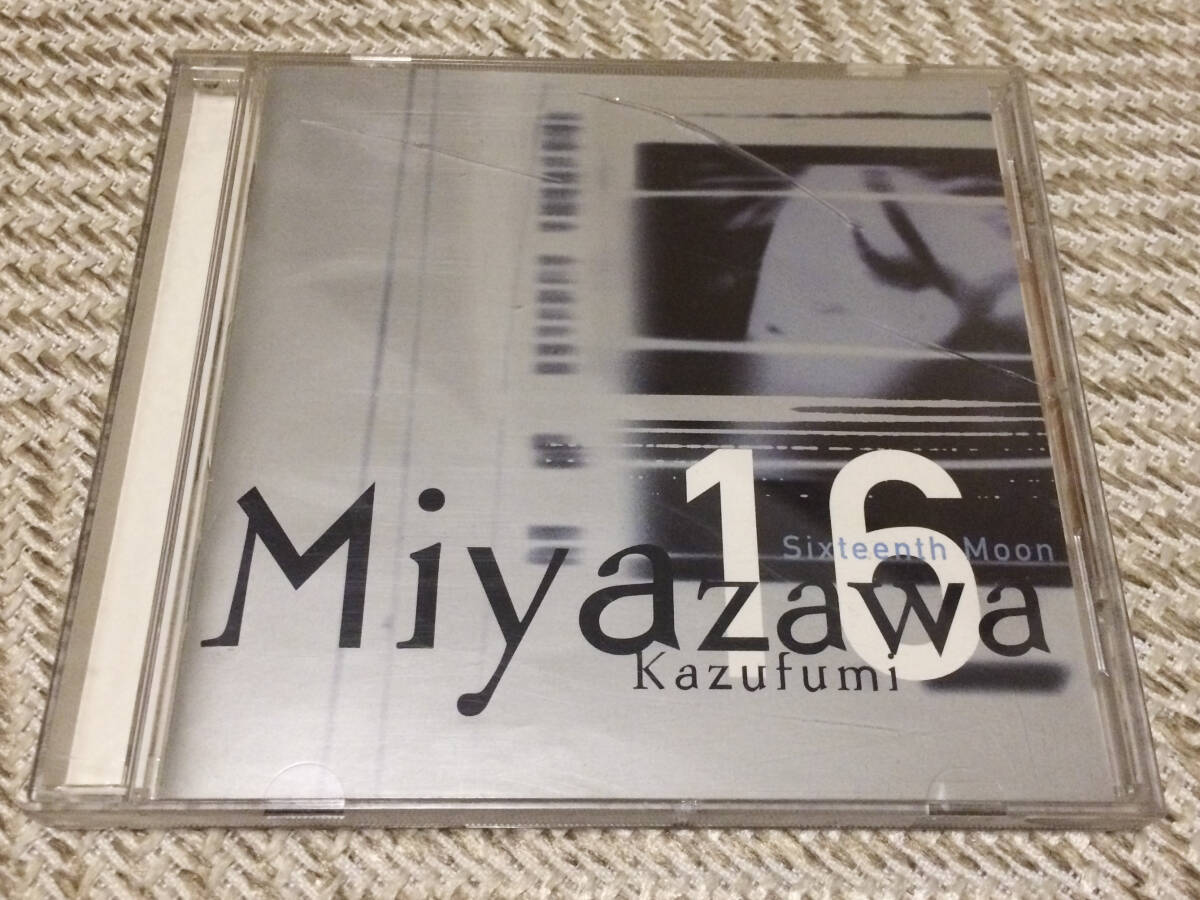 16
Sixteenth Moon
Miyazawa
Kazufumi